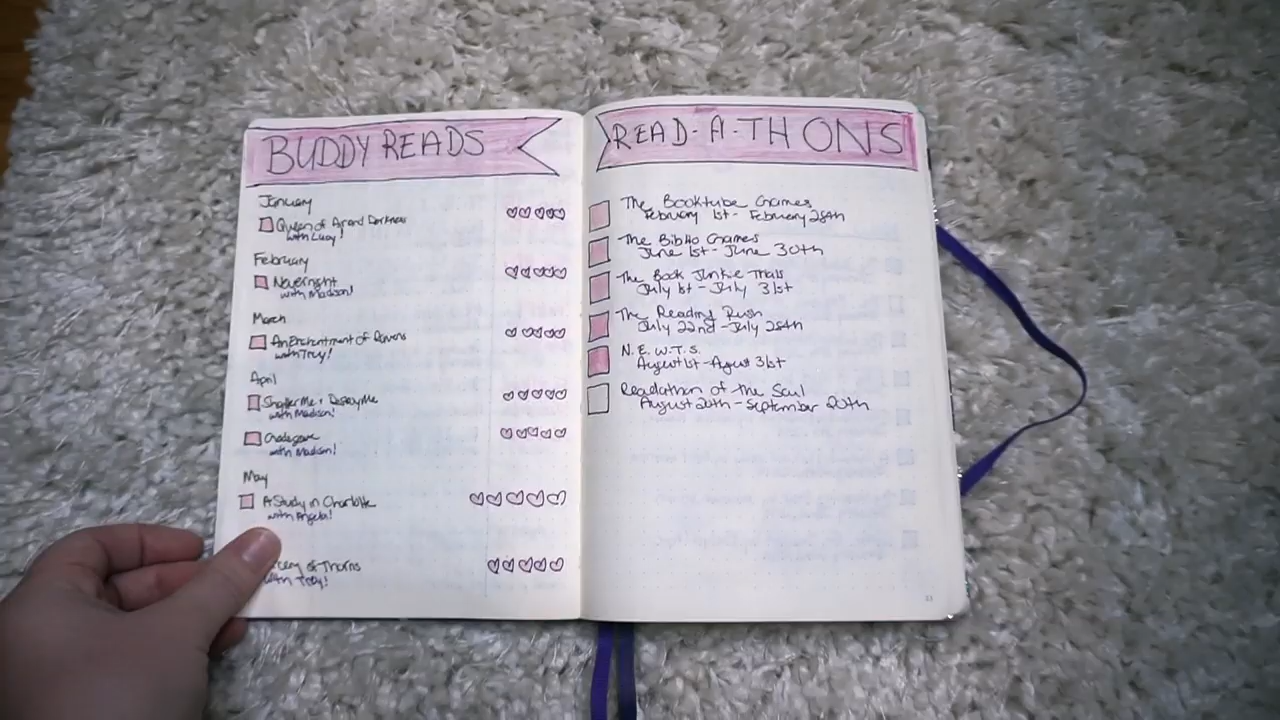 BUDDY READS
January
Queen of Air and Darkness
with Lucy!
February
Nevernight
with Madison!
March
An Enchantment of Ravens
with Troy!
April
Shatter Me + Destroy Me
with Madison!
with Madison!
May
A Study in Charlotte
with Angela!
of Thorns
with Troy!
READ-A-THONS
The Booktube Games
February 1st - February 28th
The Biblio Games
June 1st - June 30th
The Book Junkie Trials
July 1st - July 31st
The Reading Rush
July 22nd - July 28th
N.E.W.T.S.
August 1st - August 31st
Readathon of the Soul
August 20th - September 20th